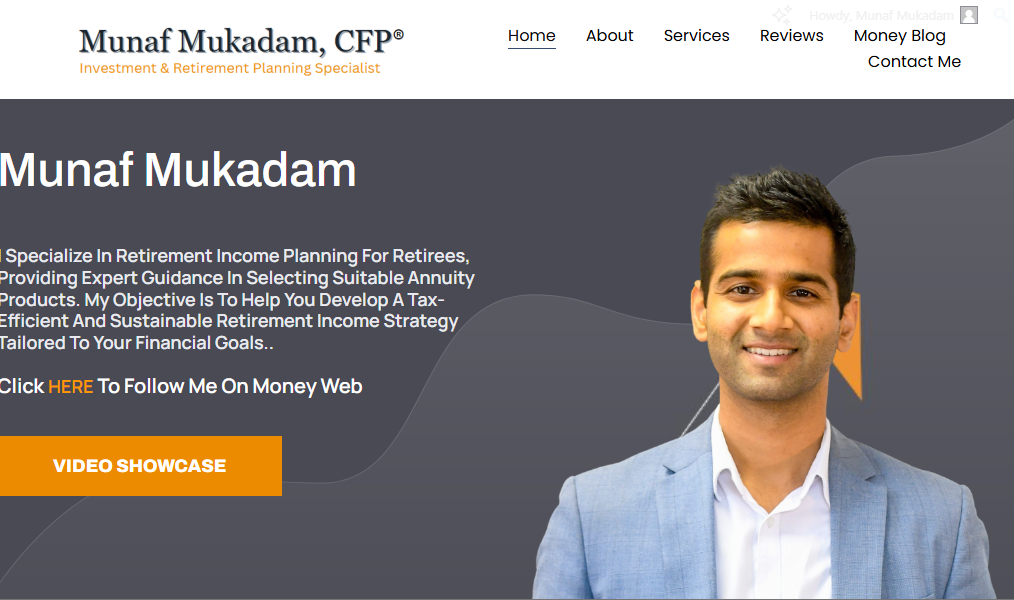 Howdy, Munaf Mukadam
Munaf Mukadam, CFP®
Investment & Retirement Planning Specialist
Home About Services Reviews Money Blog
Contact Me
Munaf Mukadam
I Specialize In Retirement Income Planning For Retirees,
Providing Expert Guidance In Selecting Suitable Annuity
Products. My Objective Is To Help You Develop A Tax-
Efficient And Sustainable Retirement Income Strategy
Tailored To Your Financial Goals..
Click HERE To Follow Me On Money Web
VIDEO SHOWCASE